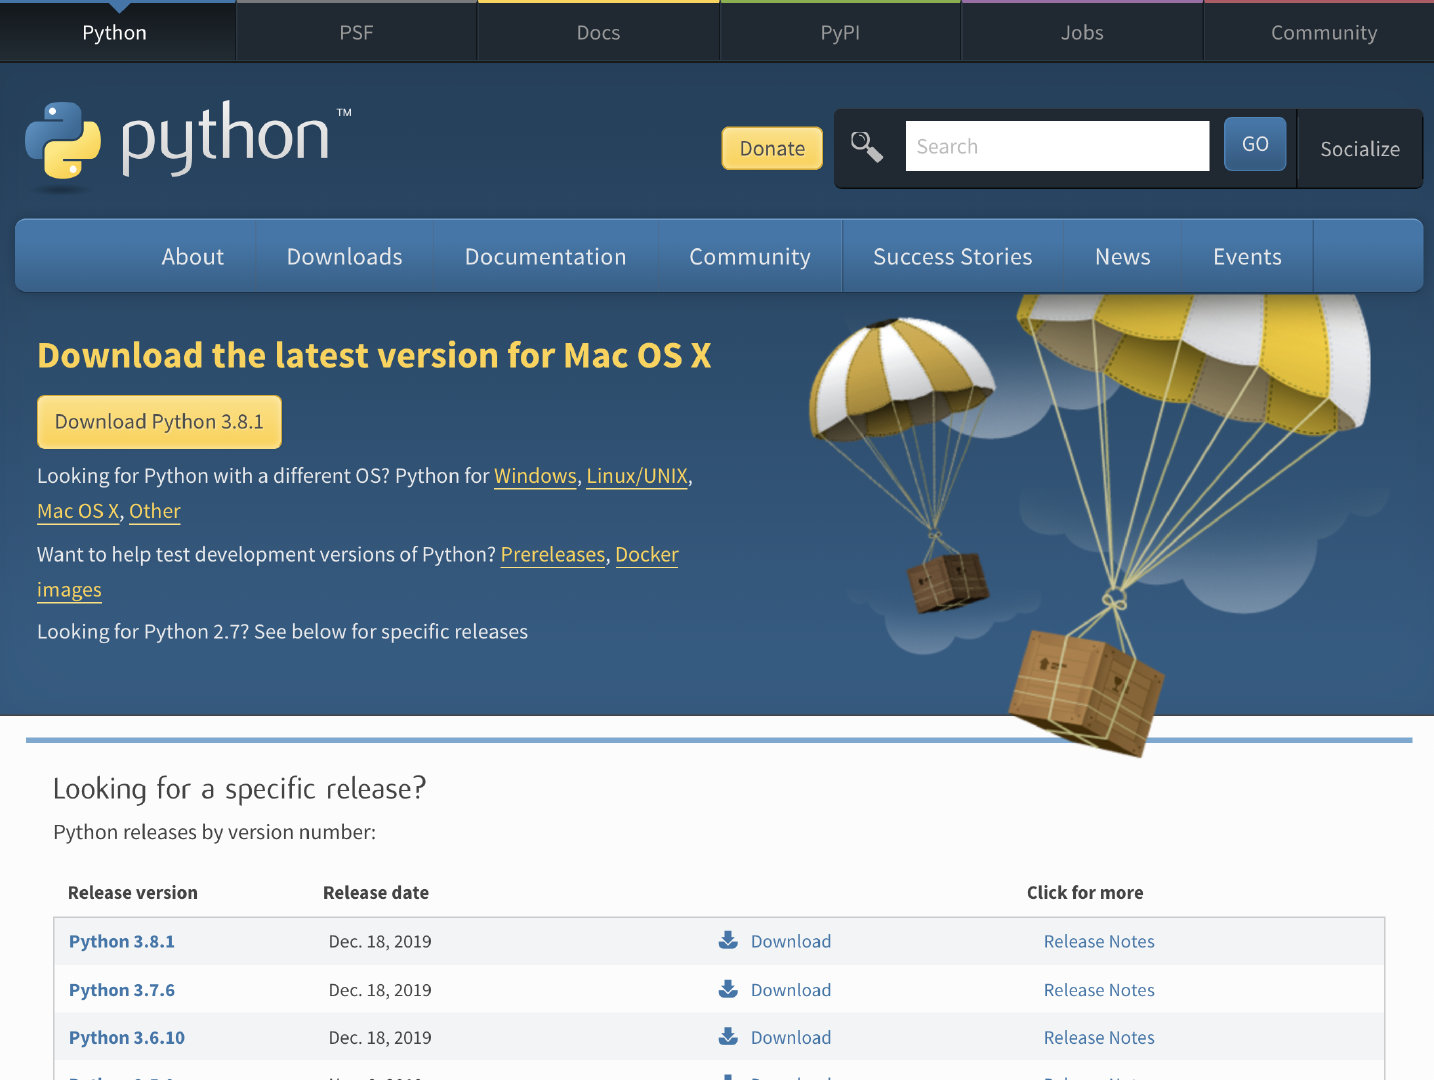 Python PSF Docs PyPI Jobs Community
python™
Donate Search GO Socialize
About Downloads Documentation Community Success Stories News Events
Download the latest version for Mac OS X
Download Python 3.8.1
Looking for Python with a different OS? Python for Windows, Linux/UNIX,
Mac OS X, Other
Want to help test development versions of Python? Prereleases, Docker
images
Looking for Python 2.7? See below for specific releases
Looking for a specific release?
Python releases by version number:
Release version Release date Click for more
Python 3.8.1 Dec. 18, 2019 Download Release Notes
Python 3.7.6 Dec. 18, 2019 Download Release Notes
Python 3.6.10 Dec. 18, 2019 Download Release Notes